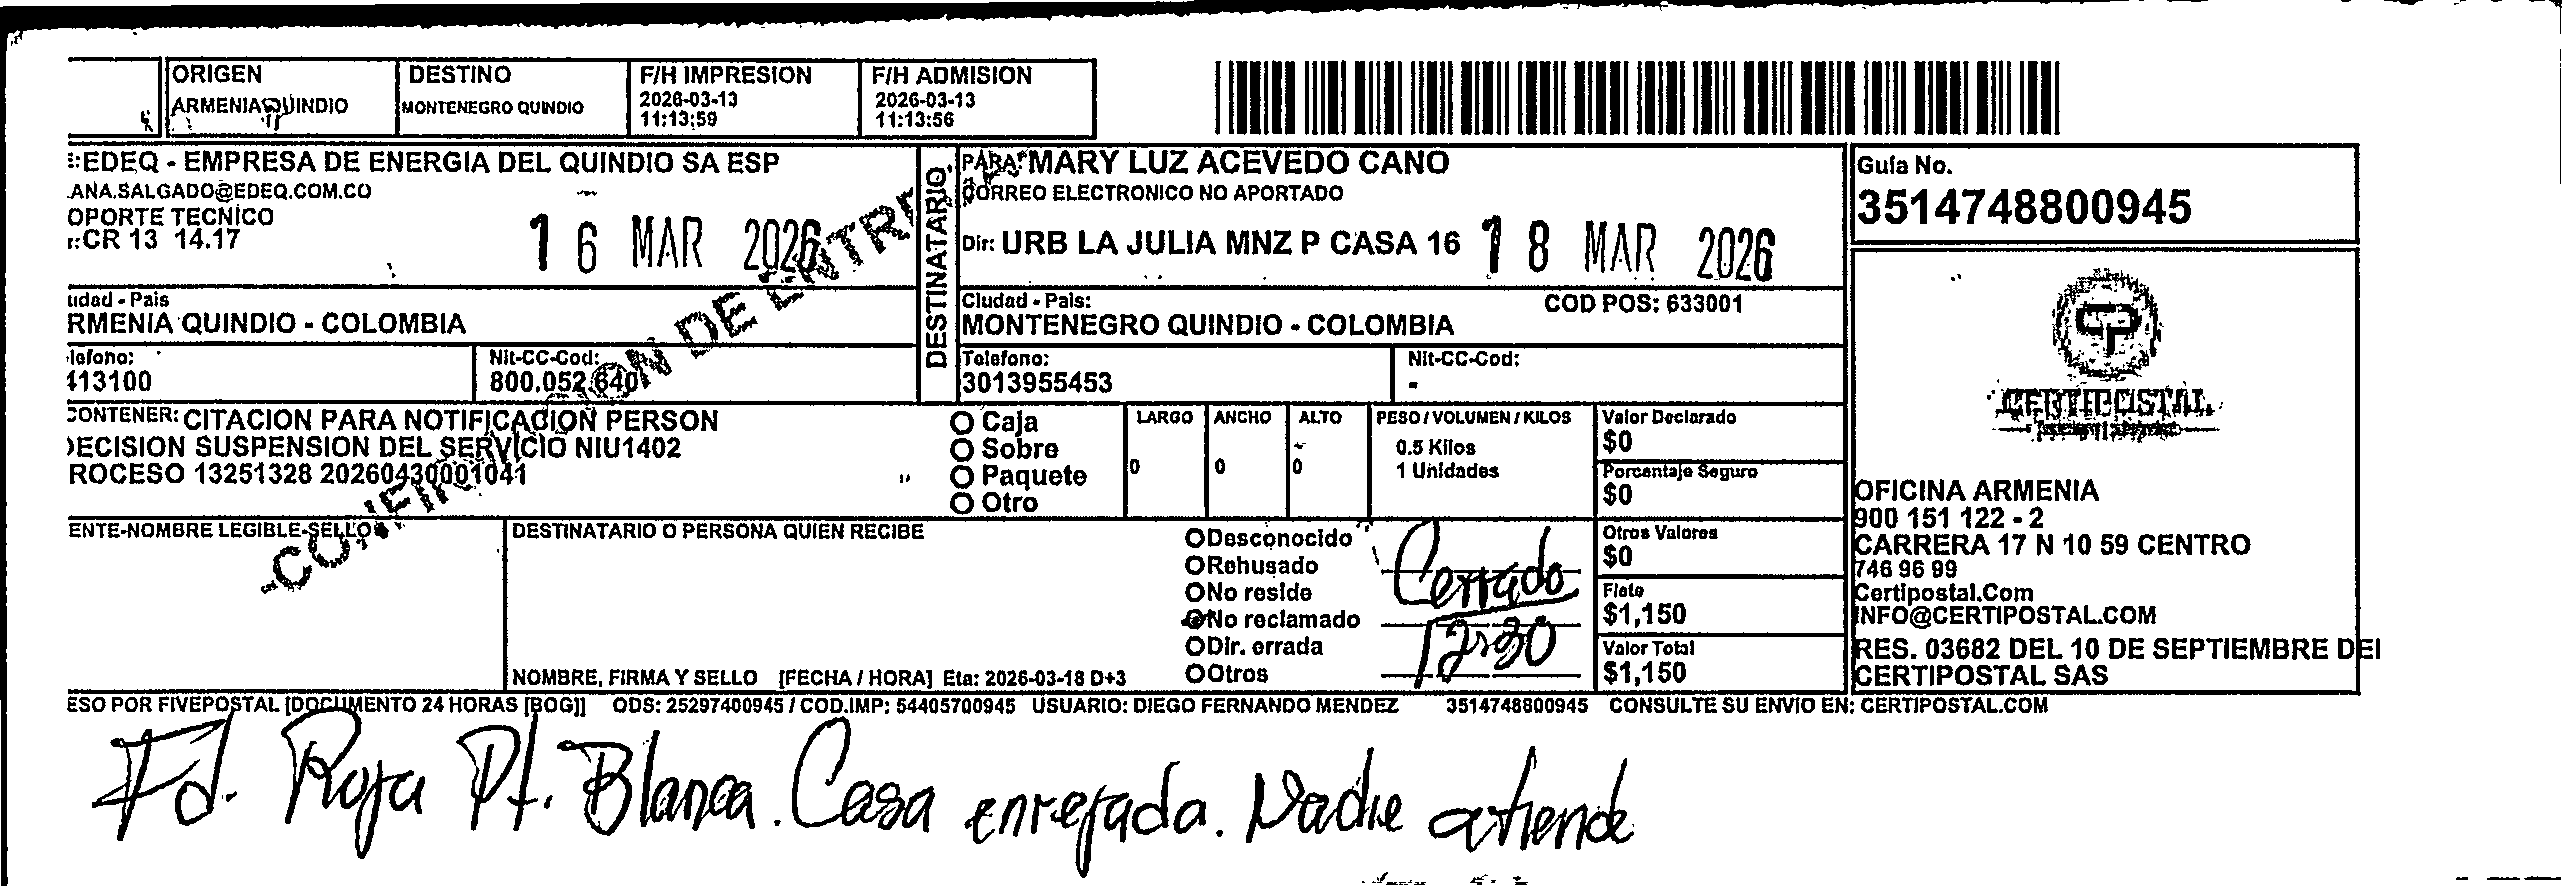 ORIGEN
ARMENIA QUINDIO
DESTINO
MONTENEGRO QUINDIO
F/H IMPRESION
2026-03-13
11:13:59
F/H ADMISION
2026-03-13
11:13:56
EDEQ - EMPRESA DE ENERGIA DEL QUINDIO SA ESP
ANA.SALGADO@EDEQ.COM.CO
OPORTE TECNICO
CR 13 14.17
16 MAR 2026
udad - Pais
RMENIA QUINDIO - COLOMBIA
lefono:
413100
Nit-CC-Cod:
800.052.640
DESTINATARIO
PARA: MARY LUZ ACEVEDO CANO
CORREO ELECTRONICO NO APORTADO
Dir: URB LA JULIA MNZ P CASA 16
18 MAR 2026
Ciudad - Pais:
COD POS: 633001
MONTENEGRO QUINDIO - COLOMBIA
Telefono:
3013955453
Nit-CC-Cod:
-
Guia No.
3514748800945
CERTIPOSTAL
CONTENER: CITACION PARA NOTIFICACION PERSON
DECISION SUSPENSION DEL SERVICIO NIU1402
ROCESO 13251328 20260430001041
Caja
Sobre
Paquete
Otro
LARGO
0
ANCHO
0
ALTO
0
PESO / VOLUMEN / KILOS
0.5 Kilos
1 Unidades
Valor Declarado
$0
Porcentaje Seguro
$0
Otros Valores
$0
Flete
$1,150
Valor Total
$1,150
ENTE-NOMBRE LEGIBLE-SELLO
DESTINATARIO O PERSONA QUIEN RECIBE
NOMBRE, FIRMA Y SELLO [FECHA / HORA] Eta: 2026-03-18 D+3
Desconocido
Rehusado
No reside
No reclamado
Dir. errada
Otros
Cerrado
12:30
OFICINA ARMENIA
900 151 122 - 2
CARRERA 17 N 10 59 CENTRO
746 96 99
Certipostal.Com
INFO@CERTIPOSTAL.COM
RES. 03682 DEL 10 DE SEPTIEMBRE DEL
CERTIPOSTAL SAS
ESO POR FIVEPOSTAL [DOCUMENTO 24 HORAS [BOG]] ODS: 25297400945 / COD.IMP: 54405700945 USUARIO: DIEGO FERNANDO MENDEZ 3514748800945 CONSULTE SU ENVIO EN: CERTIPOSTAL.COM
Fd. Roja Pt. Blanca. Casa enrejada. Nadie atiende